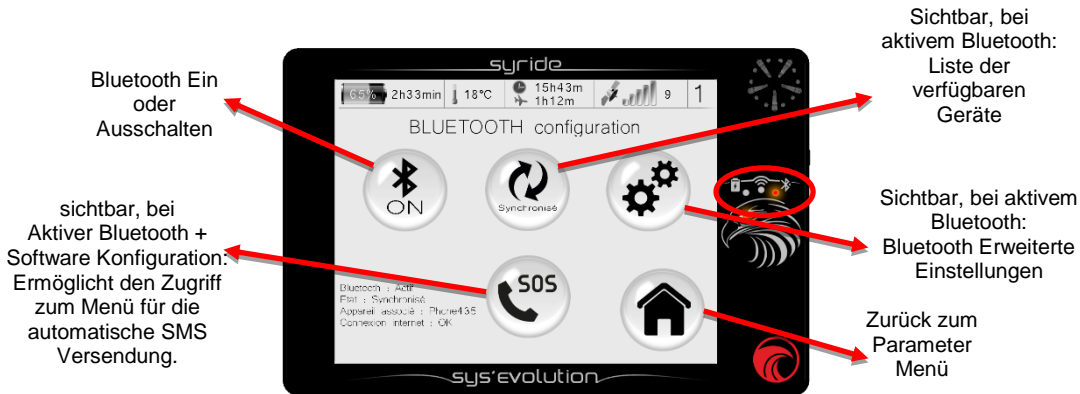 Sichtbar, bei
aktivem Bluetooth:
Liste der
verfügbaren
Geräte
Bluetooth Ein
oder
Ausschalten
syride
65% 2h33min 18°C 15h43m 1h12m 9 1
BLUETOOTH configuration
ON
Synchronisé
sichtbar, bei
Aktiver Bluetooth +
Software Konfiguration:
Ermöglicht den Zugriff
zum Menü für die
automatische SMS
Versendung.
Sichtbar, bei aktivem
Bluetooth:
Bluetooth Erweiterte
Einstellungen
SOS
Bluetooth : Actif
Etat : Synchronisé
Appareil associé : Phone435
Connexion internet : OK
Zurück zum
Parameter
Menü
sys'evolution